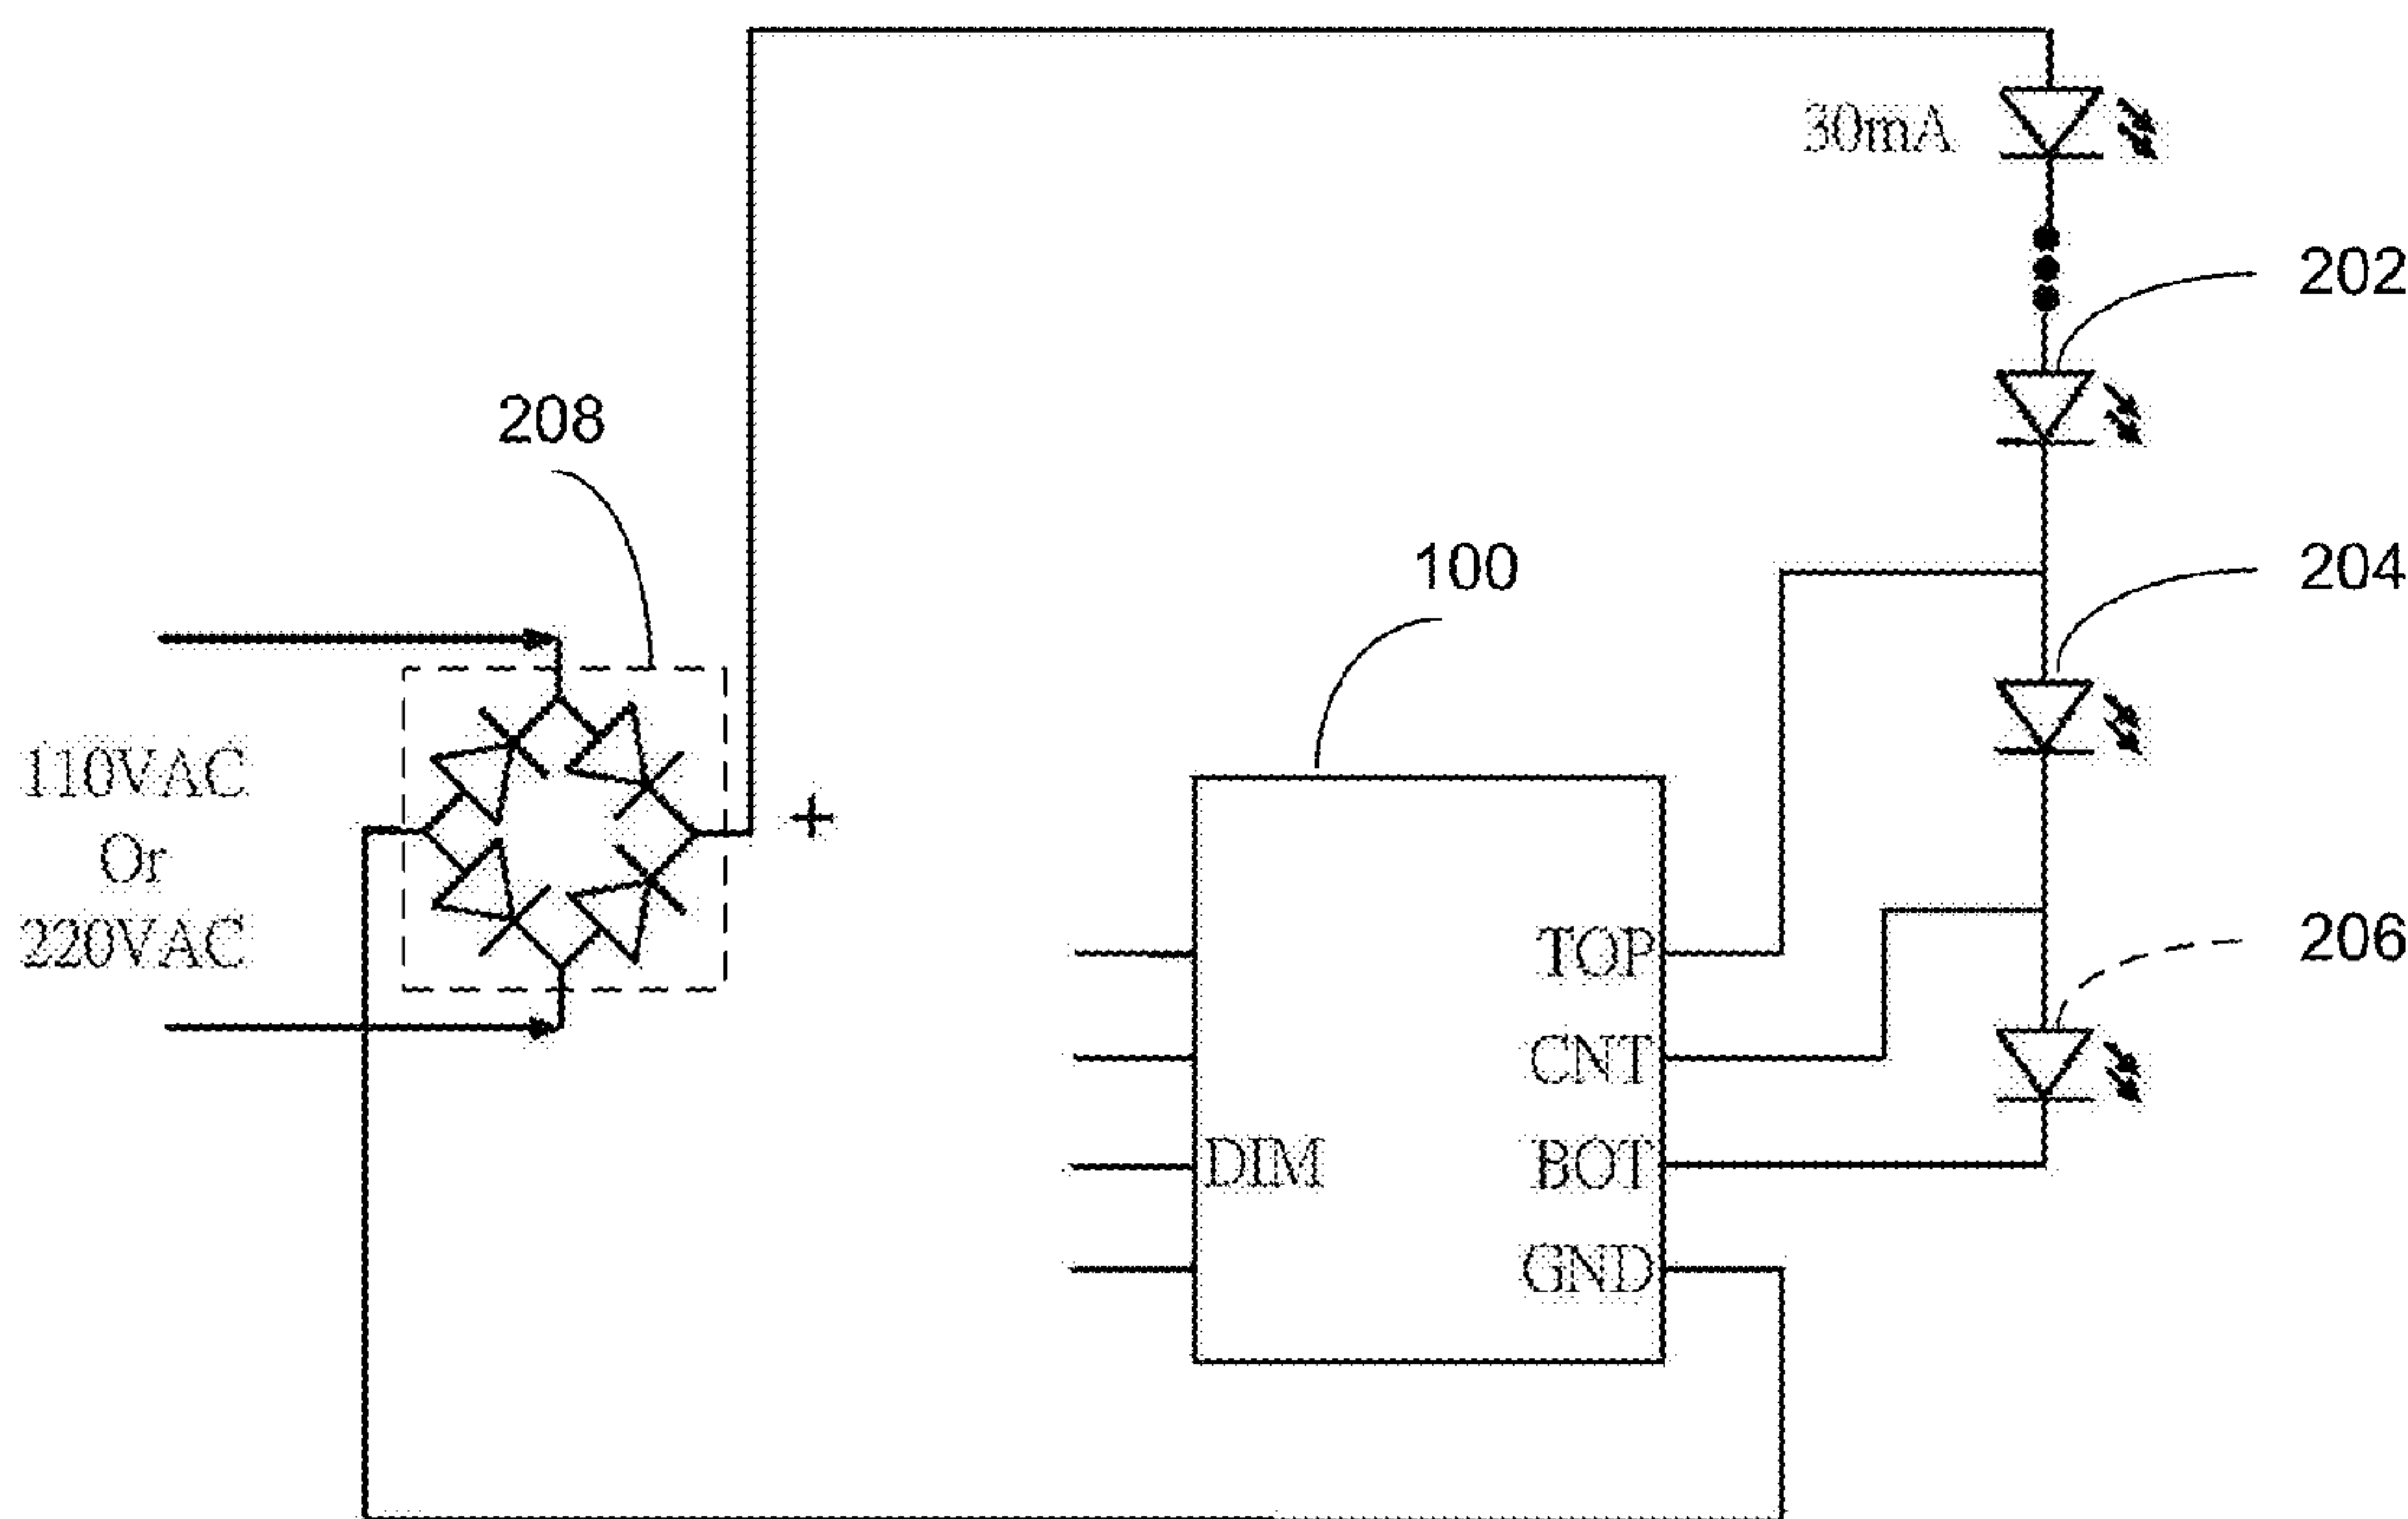 30mA
202
208
100
204
110VAC
Or
220VAC
+
TOP
206
CNT
DIM
BOT
GND